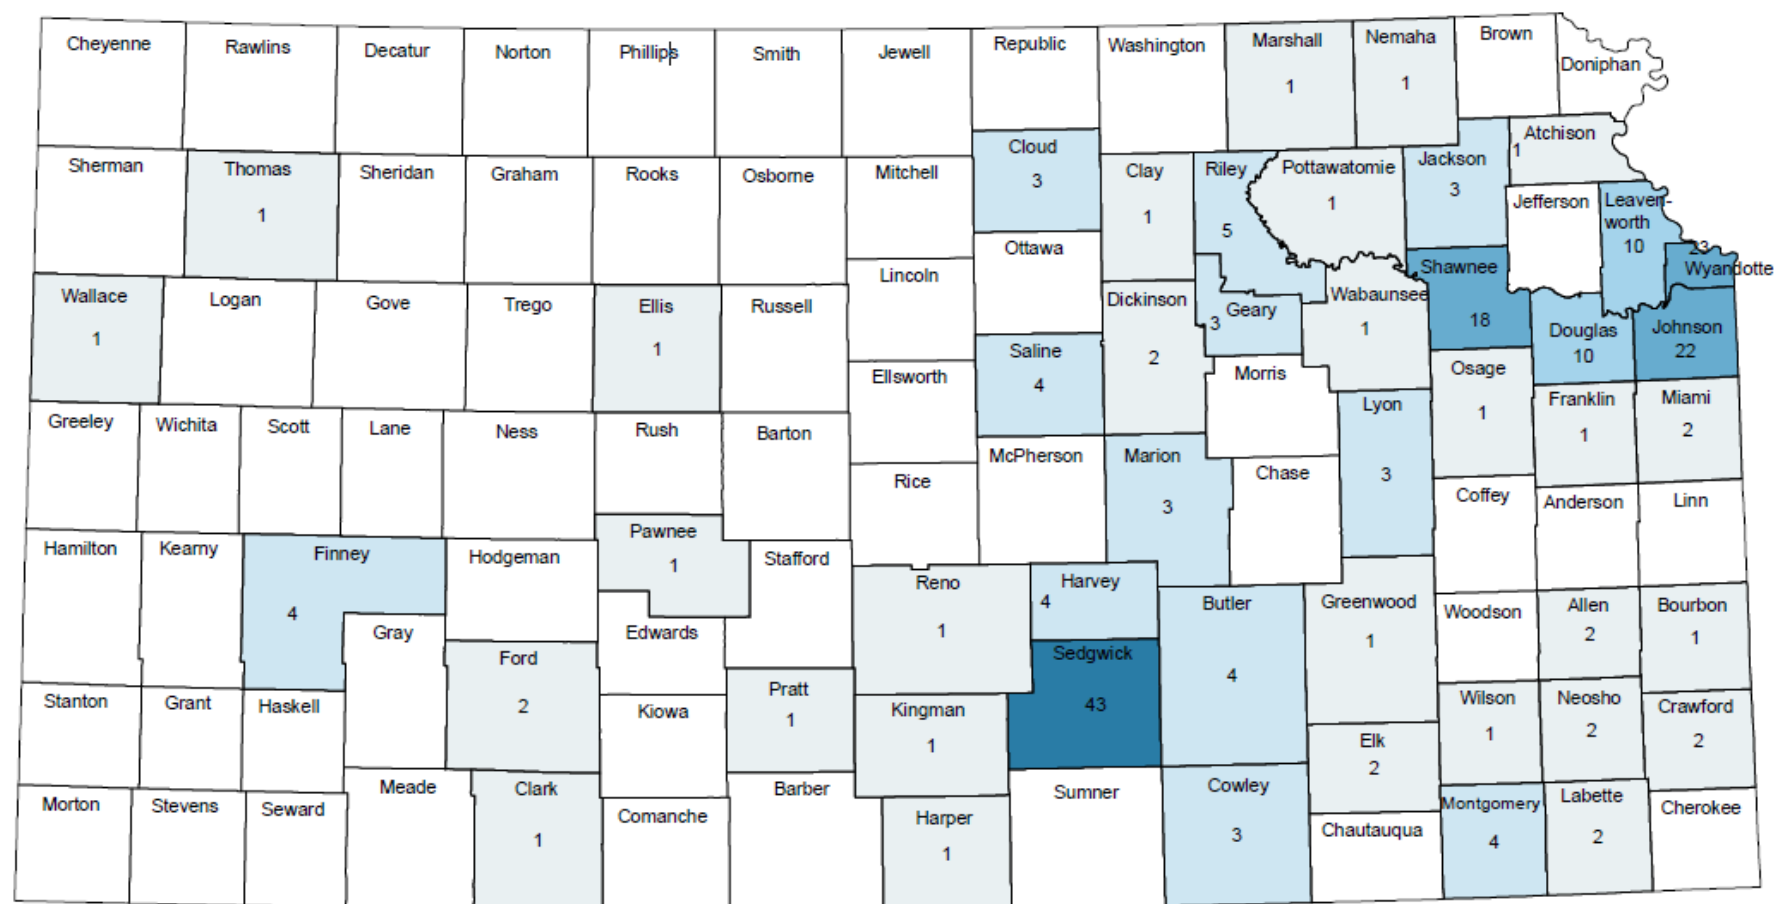 Cheyenne
Rawlins
Decatur
Norton
Phillips
Smith
Jewell
Republic
Washington
Marshall
1
Nemaha
1
Brown
Doniphan
Sherman
Thomas
1
Sheridan
Graham
Rooks
Osborne
Mitchell
Cloud
3
Clay
1
Riley
5
Pottawatomie
1
Jackson
3
Atchison
1
Jefferson
Leaven-
worth
10
23
Wyandotte
Wallace
1
Logan
Gove
Trego
Ellis
1
Russell
Lincoln
Ottawa
Dickinson
2
Geary
3
Wabaunsee
1
Shawnee
18
Douglas
10
Johnson
22
Saline
4
Ellsworth
Morris
Osage
1
Franklin
1
Miami
2
Greeley
Wichita
Scott
Lane
Ness
Rush
Barton
Rice
McPherson
Marion
3
Chase
Lyon
3
Coffey
Anderson
Linn
Hamilton
Kearny
Finney
4
Hodgeman
Pawnee
1
Stafford
Reno
1
Harvey
4
Butler
4
Greenwood
1
Woodson
Allen
2
Bourbon
1
Gray
Ford
2
Edwards
Sedgwick
43
Stanton
Grant
Haskell
Kiowa
Pratt
1
Kingman
1
Elk
2
Wilson
1
Neosho
2
Crawford
2
Morton
Stevens
Seward
Meade
Clark
1
Comanche
Barber
Harper
1
Sumner
Cowley
3
Chautauqua
Montgomery
4
Labette
2
Cherokee